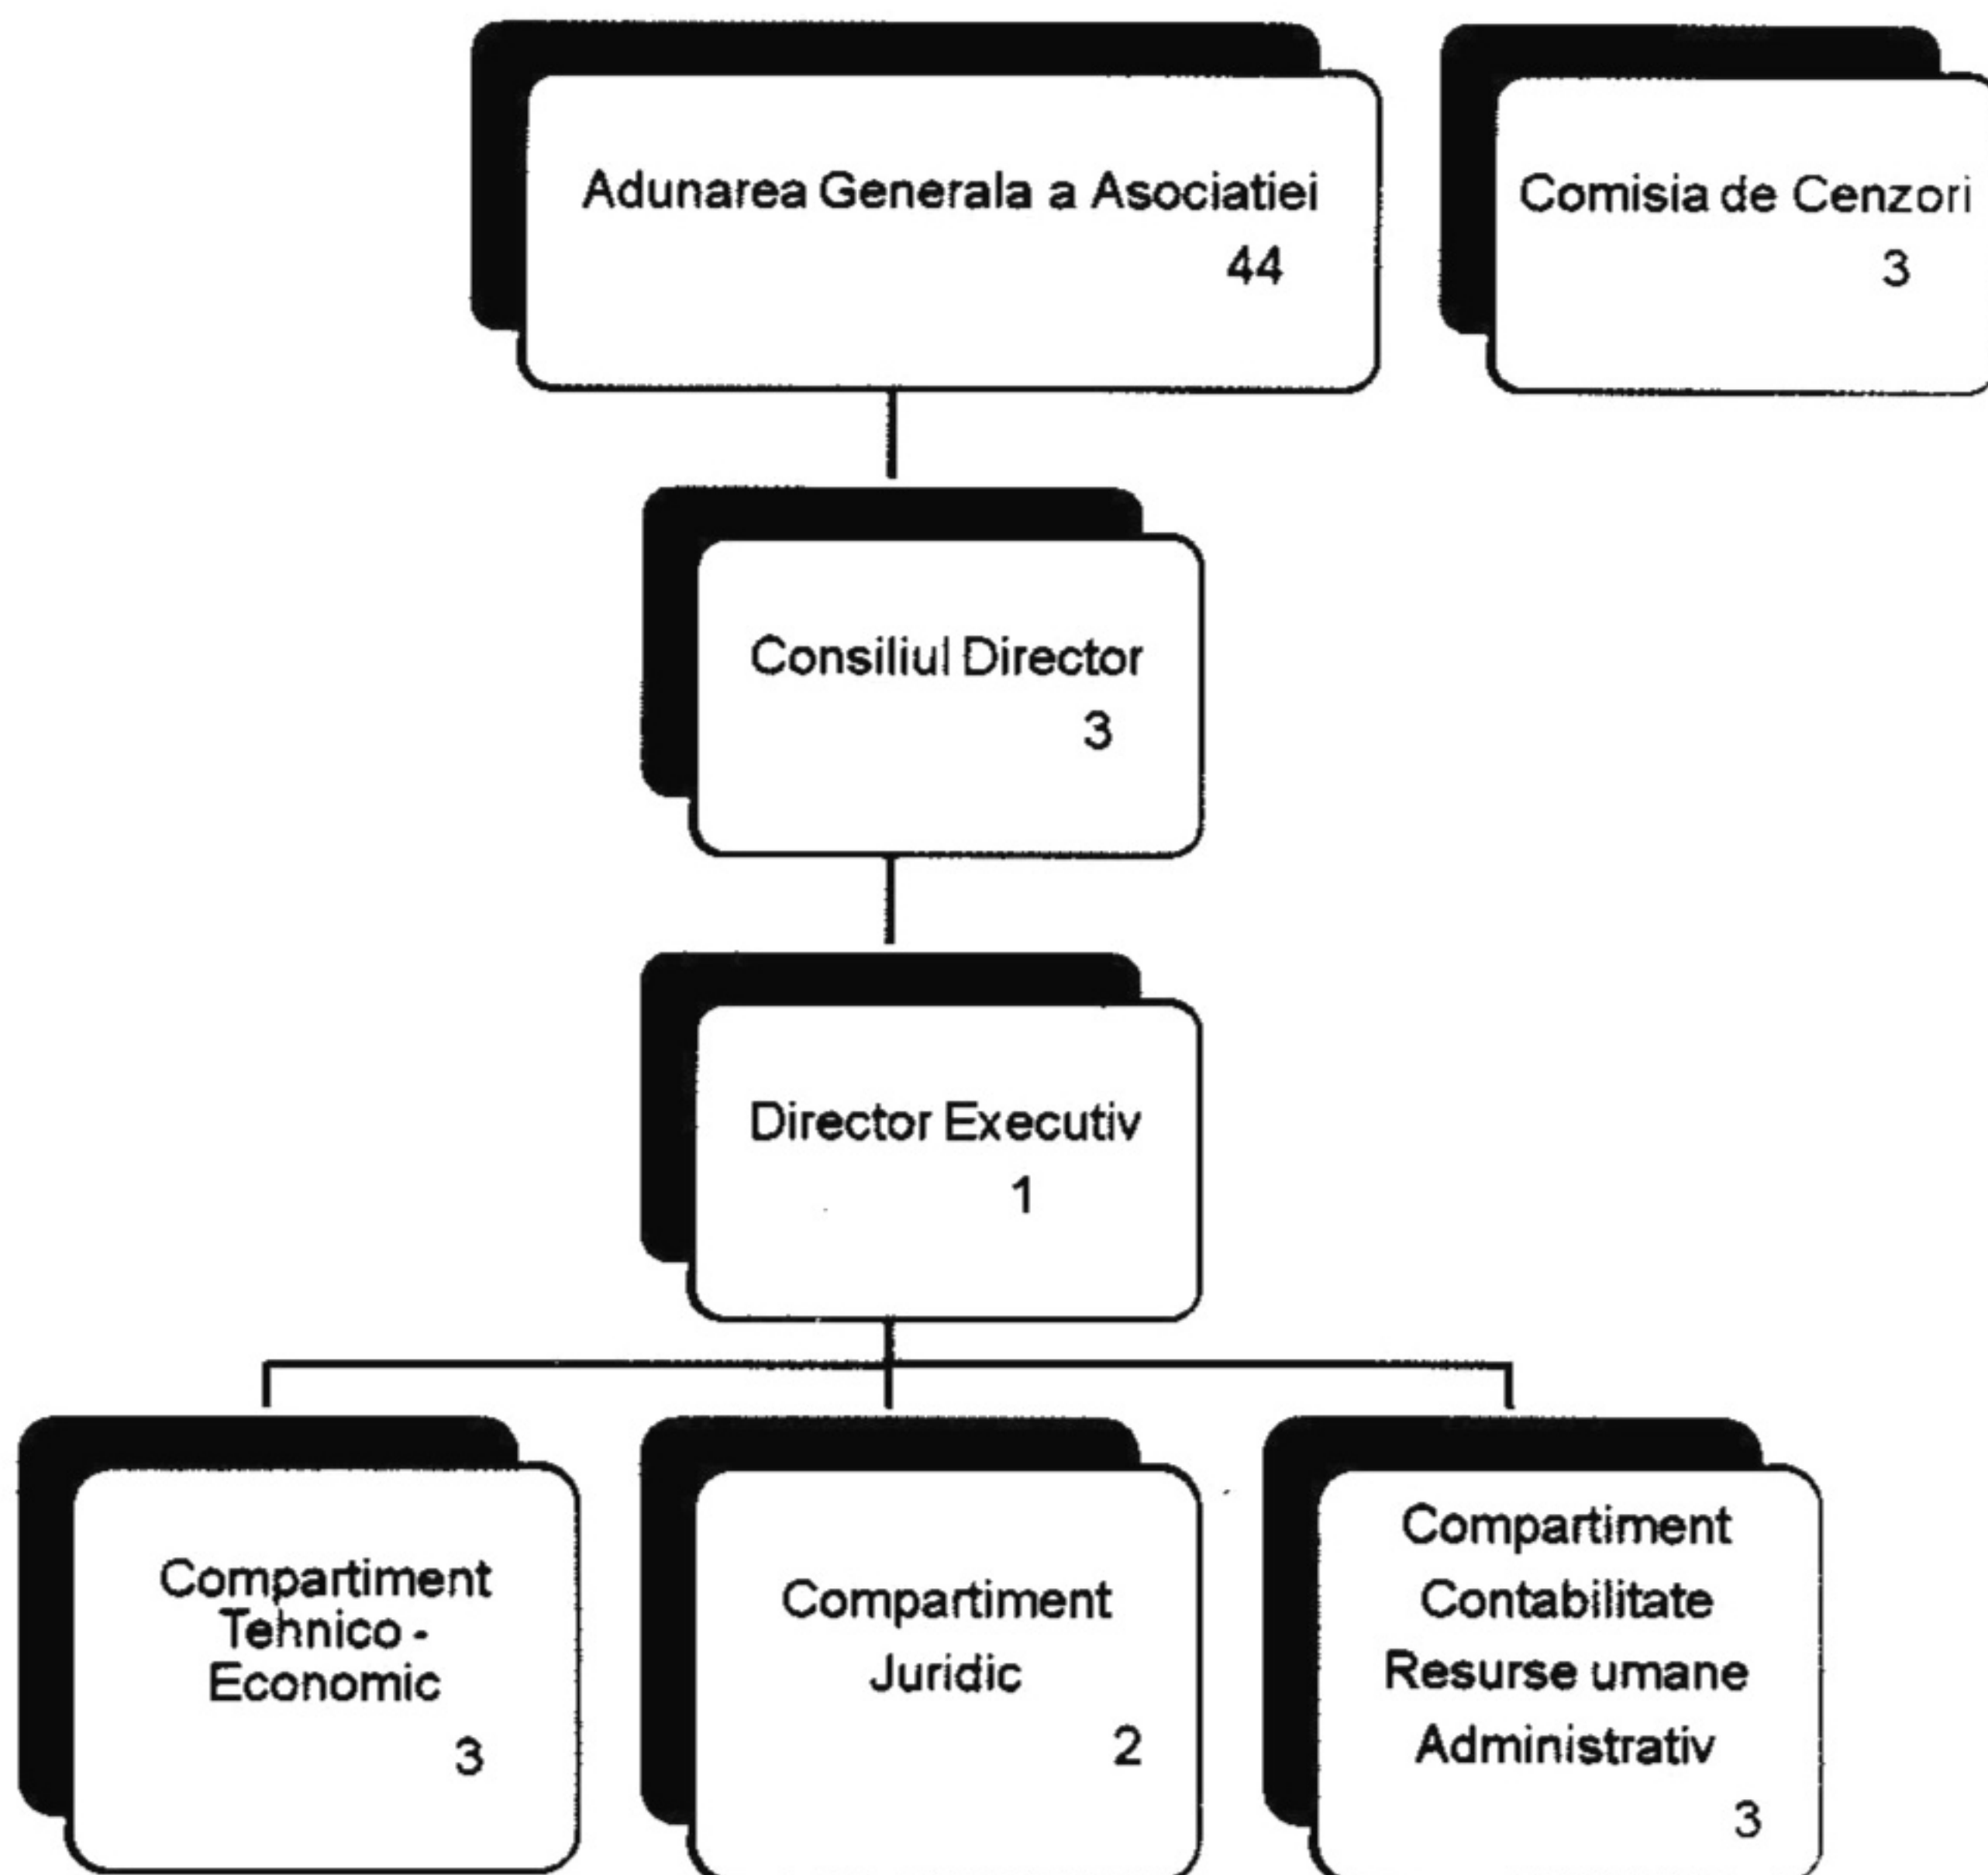 Adunarea Generala a Asociatiei
44
Comisia de Cenzori
3
Consiliul Director
3
Director Executiv
1
Compartiment
Tehnico -
Economic
3
Compartiment
Juridic
2
Compartiment
Contabilitate
Resurse umane
Administrativ
3